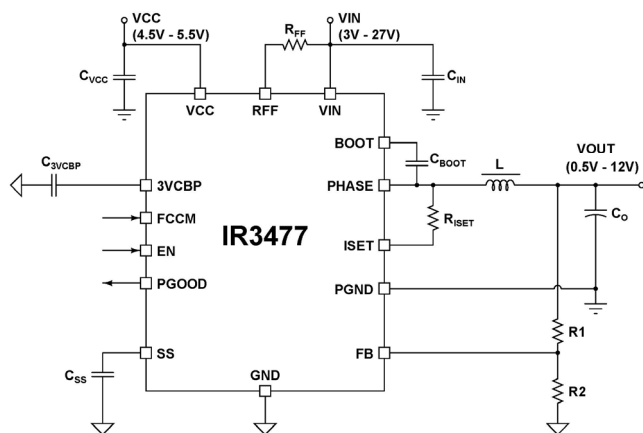 VCC
(4.5V - 5.5V)
RFF
VIN
(3V - 27V)
CVCC
CIN
VCC
RFF
VIN
BOOT
CBOOT
VOUT
(0.5V - 12V)
L
C3VCBP
3VCBP
PHASE
FCCM
RISET
CO
IR3477
EN
ISET
PGOOD
PGND
R1
SS
FB
CSS
GND
R2